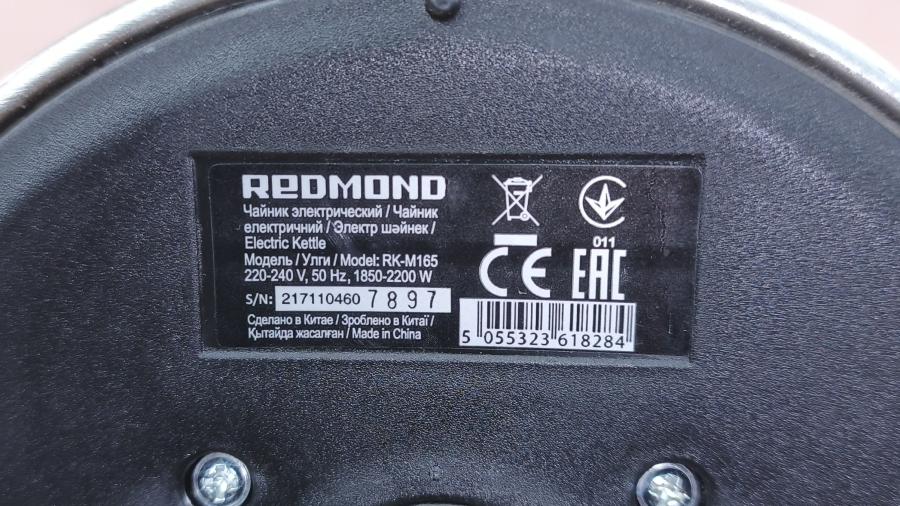 REDMOND
Чайник электрический / Чайник
електричний / Электр шәйнек /
Electric Kettle
Модель / Улги / Model: RK-M165
220-240 V, 50 Hz, 1850-2200 W
S/N: 217110460 7897
Сделано в Китае / Зроблено в Китаї /
Қытайда жасалған / Made in China
011
CE EAC
5 055323 618284